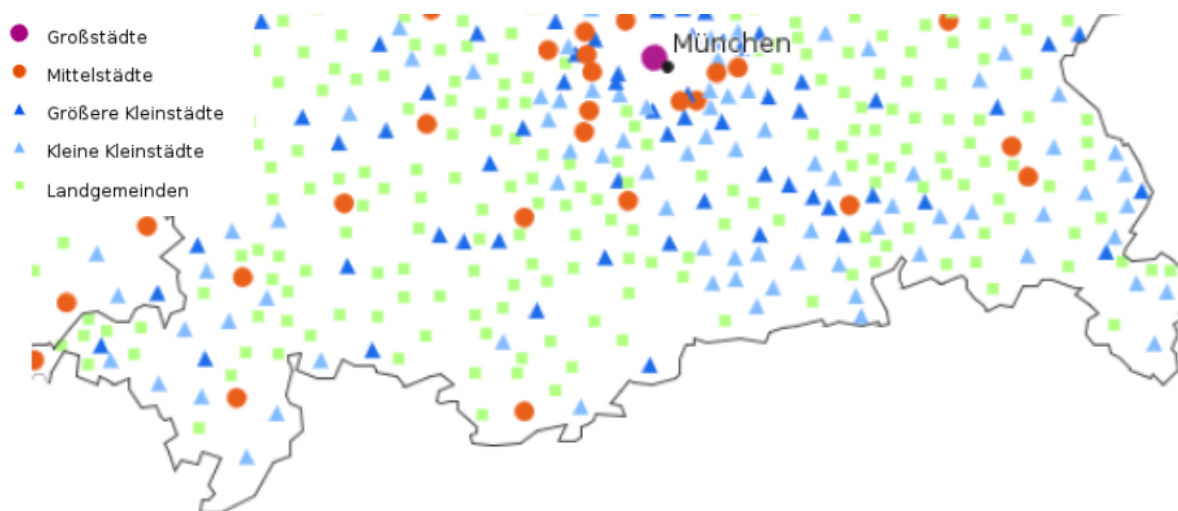 Großstädte
München
Mittelstädte
Größere Kleinstädte
Kleine Kleinstädte
Landgemeinden